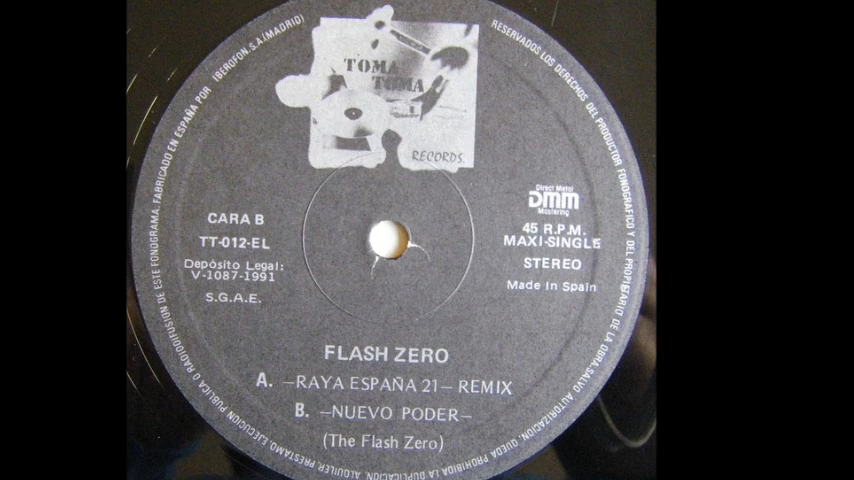 FABRICADO EN ESPAÑA POR IBEROFON, S.A. (MADRID)
RESERVADOS LOS DERECHOS DEL PRODUCTOR FONOGRAFICO Y DEL PROPIETARIO DE LA OBRA. SALVO AUTORIZACION, QUEDA PROHIBIDA LA DUPLICACION, ALQUILER, PRESTAMO, EJECUCION PUBLICA O RADIODIFUSION DE ESTE FONOGRAMA.
TOMA
TOMA
RECORDS.
CARA B
TT-012-EL
Depósito Legal:
V-1087-1991
S.G.A.E.
Direct Metal
DMM
Mastering
45 R.P.M.
MAXI-SINGLE
STEREO
Made in Spain
FLASH ZERO
A. —RAYA ESPAÑA 21— REMIX
B. —NUEVO PODER—
(The Flash Zero)